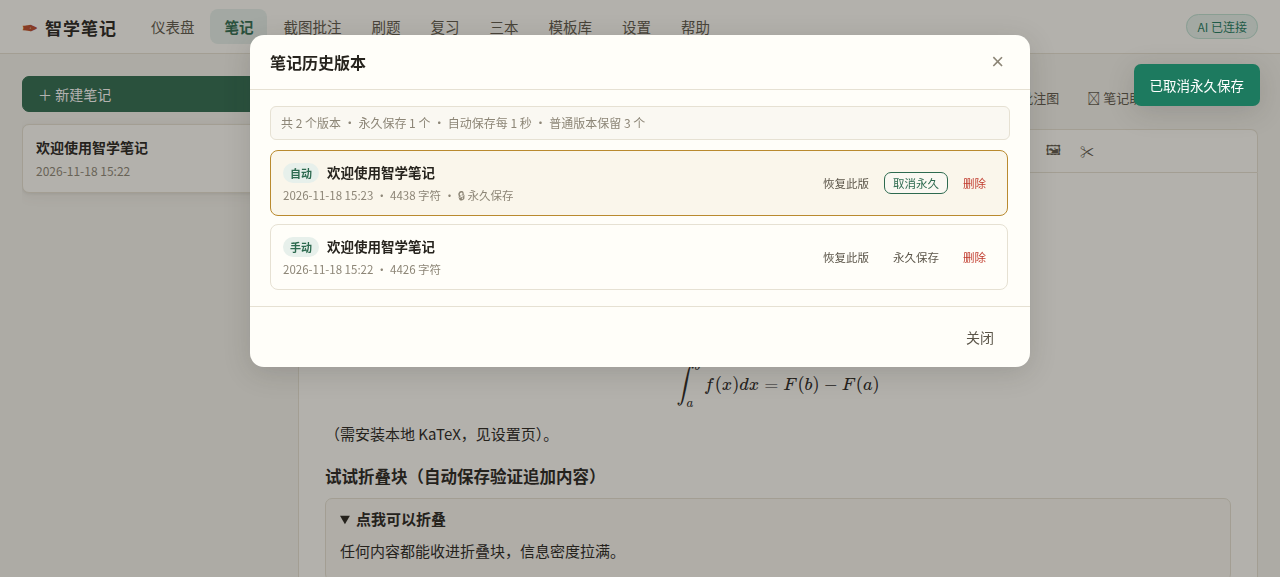 智学笔记 仪表盘 笔记 截图批注 刷题 复习 三本 模板库 设置 帮助 AI 已连接
笔记历史版本 ×
已取消永久保存
＋ 新建笔记
批注图 笔记
共 2 个版本 · 永久保存 1 个 · 自动保存每 1 秒 · 普通版本保留 3 个
欢迎使用智学笔记
2026-11-18 15:22
自动 欢迎使用智学笔记
2026-11-18 15:23 · 4438 字符 · 🔒 永久保存
恢复此版 取消永久 删除
手动 欢迎使用智学笔记
2026-11-18 15:22 · 4426 字符
恢复此版 永久保存 删除
关闭
∫ₐ f(x)dx = F(b) − F(a)
（需安装本地 KaTeX，见设置页）。
试试折叠块（自动保存验证追加内容）
▼ 点我可以折叠
任何内容都能收进折叠块，信息密度拉满。